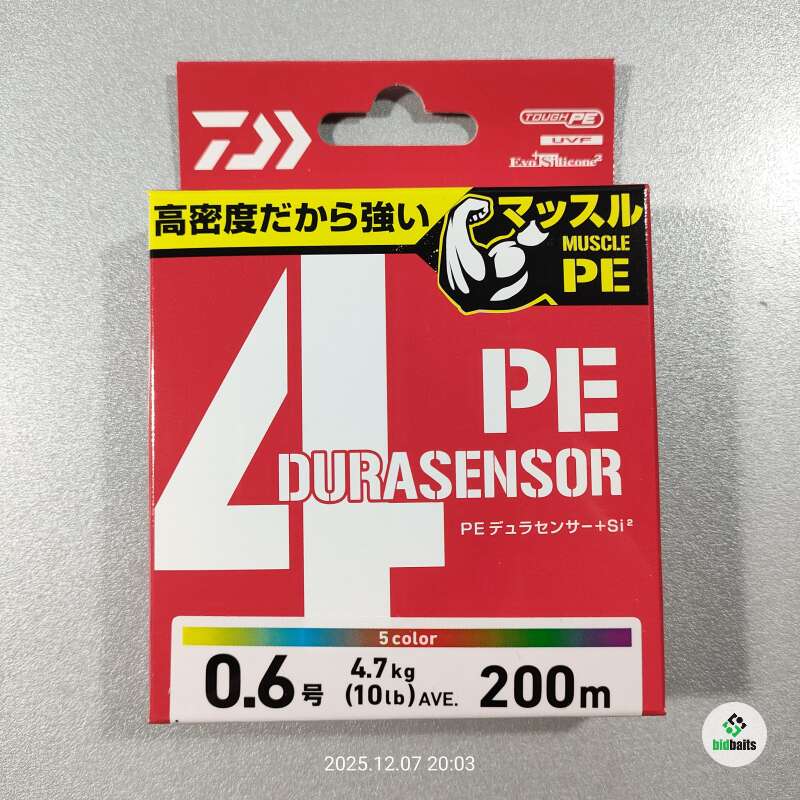 TOUGH PE
UVF
Evo Silicone²
高密度だから強い
マッスル
MUSCLE
PE
4
PE
DURASENSOR
PEデュラセンサー+Si²
5 color
0.6号
4.7kg
(10lb) AVE.
200m
2025.12.07 20:03
bidbaits